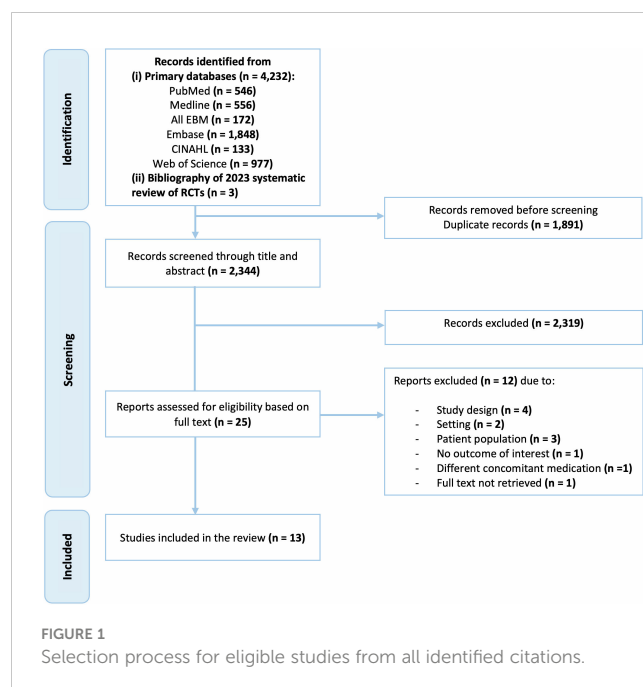 Identification
Records identified from
(i) Primary databases (n = 4,232):
PubMed (n = 546)
Medline (n = 556)
All EBM (n = 172)
Embase (n = 1,848)
CINAHL (n = 133)
Web of Science (n = 977)
(ii) Bibliography of 2023 systematic
review of RCTs (n = 3)
Records removed before screening
Duplicate records (n = 1,891)
Screening
Records screened through title and
abstract (n = 2,344)
Records excluded (n = 2,319)
Reports assessed for eligibility based on
full text (n = 25)
Reports excluded (n = 12) due to:
- Study design (n = 4)
- Setting (n = 2)
- Patient population (n = 3)
- No outcome of interest (n = 1)
- Different concomitant medication (n =1)
- Full text not retrieved (n = 1)
Included
Studies included in the review (n = 13)
FIGURE 1
Selection process for eligible studies from all identified citations.